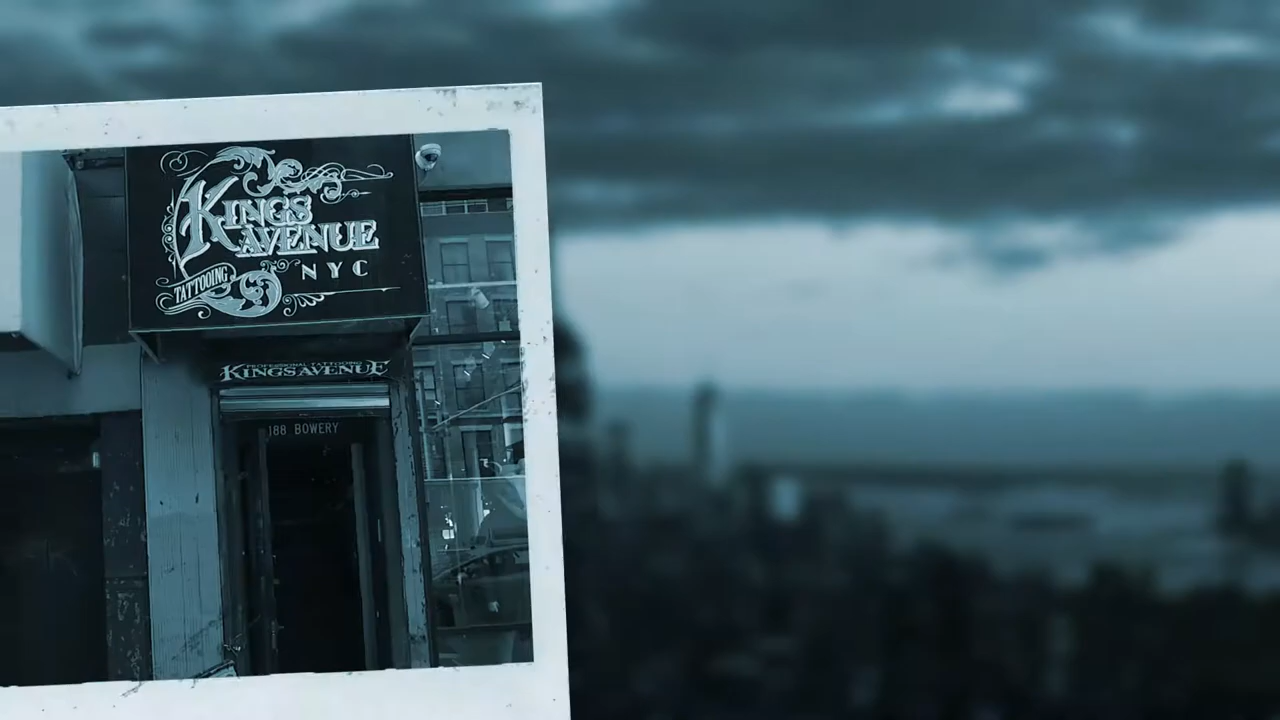 KINGS
AVENUE
TATTOOING
NYC
PROFESSIONAL TATTOOING
KINGS AVENUE
188 BOWERY